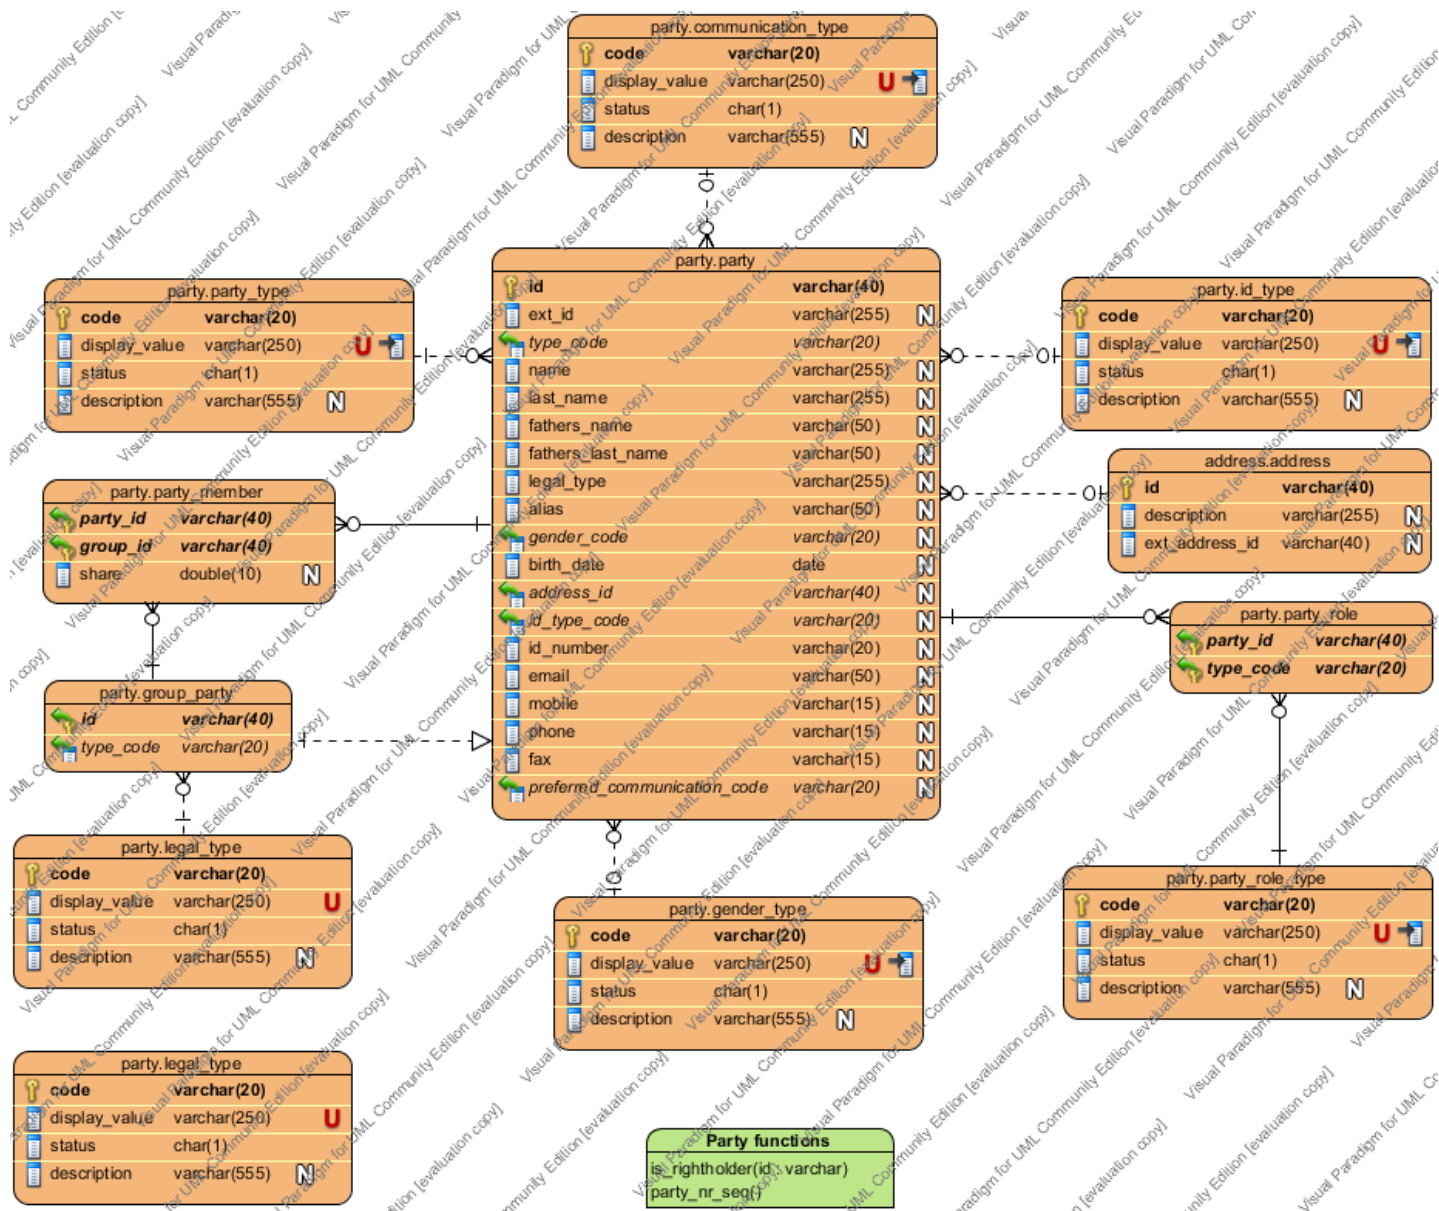 party.communication_type
code varchar(20)
display_value varchar(250) U
status char(1)
description varchar(555) N
party.party
id varchar(40)
ext_id varchar(255) N
type_code varchar(20)
name varchar(255) N
last_name varchar(255) N
fathers_name varchar(50) N
fathers_last_name varchar(50) N
legal_type varchar(255) N
alias varchar(50) N
gender_code varchar(20) N
birth_date date N
address_id varchar(40) N
id_type_code varchar(20) N
id_number varchar(20) N
email varchar(50) N
mobile varchar(15) N
phone varchar(15) N
fax varchar(15) N
preferred_communication_code varchar(20) N
party.party_type
code varchar(20)
display_value varchar(250) U
status char(1)
description varchar(555) N
party.id_type
code varchar(20)
display_value varchar(250) U
status char(1)
description varchar(555) N
address.address
id varchar(40)
description varchar(255) N
ext_address_id varchar(40) N
party.party_member
party_id varchar(40)
group_id varchar(40)
share double(10) N
party.party_role
party_id varchar(40)
type_code varchar(20)
party.group_party
id varchar(40)
type_code varchar(20)
party.legal_type
code varchar(20)
display_value varchar(250) U
status char(1)
description varchar(555) N
party.gender_type
code varchar(20)
display_value varchar(250) U
status char(1)
description varchar(555) N
party.party_role_type
code varchar(20)
display_value varchar(250) U
status char(1)
description varchar(555) N
party.legal_type
code varchar(20)
display_value varchar(250) U
status char(1)
description varchar(555) N
Party functions
is_rightholder(id : varchar)
party_nr_seq()
Visual Paradigm for UML Community Edition [evaluation copy]